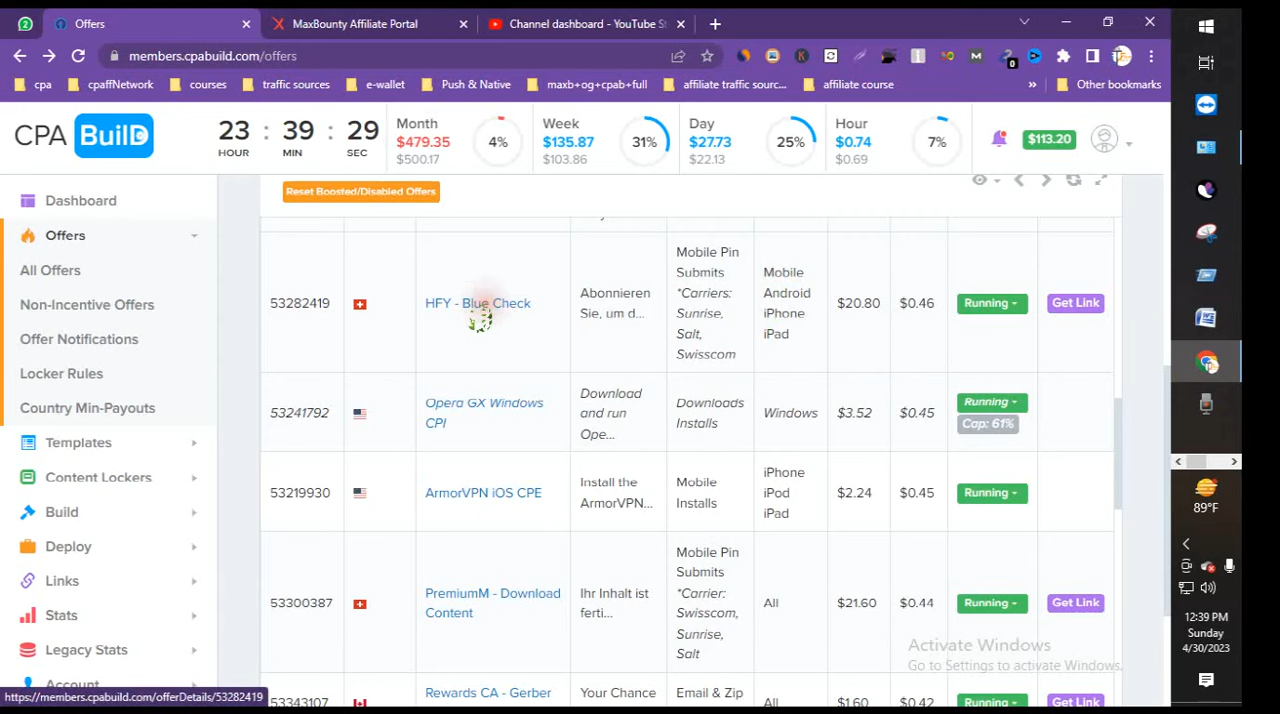 2
Offers
MaxBounty Affiliate Portal
Channel dashboard - YouTube St
members.cpabuild.com/offers
0
cpa
cpaffNetwork
courses
traffic sources
e-wallet
Push & Native
maxb+og+cpab+full
affiliate traffic sourc...
affiliate course
»
Other bookmarks
CPA BuilD
23 : 39 : 29
HOUR MIN SEC
Month
$479.35
$500.17
4%
Week
$135.87
$103.86
31%
Day
$27.73
$22.13
25%
Hour
$0.74
$0.69
7%
$113.20
Dashboard
Offers
All Offers
Non-Incentive Offers
Offer Notifications
Locker Rules
Country Min-Payouts
Templates
Content Lockers
Build
Deploy
Links
Stats
Legacy Stats
Account
Reset Boosted/Disabled Offers
53282419
HFY - Blue Check
Abonnieren
Sie, um d...
Mobile Pin
Submits
*Carriers:
Sunrise,
Salt,
Swisscom
Mobile
Android
iPhone
iPad
$20.80
$0.46
Running
Get Link
53241792
Opera GX Windows
CPI
Download
and run
Ope...
Downloads
Installs
Windows
$3.52
$0.45
Running
Cap: 61%
53219930
ArmorVPN iOS CPE
Install the
ArmorVPN...
Mobile
Installs
iPhone
iPod
iPad
$2.24
$0.45
Running
53300387
PremiumM - Download
Content
Ihr Inhalt ist
ferti...
Mobile Pin
Submits
*Carrier:
Swisscom,
Sunrise,
Salt
All
$21.60
$0.44
Running
Get Link
53343107
Rewards CA - Gerber
Your Chance
Email & Zip
All
$1.60
$0.42
Running
Get Link
Activate Windows
Go to Settings to activate Windows.
https://members.cpabuild.com/offerDetails/53282419
89°F
12:39 PM
Sunday
4/30/2023